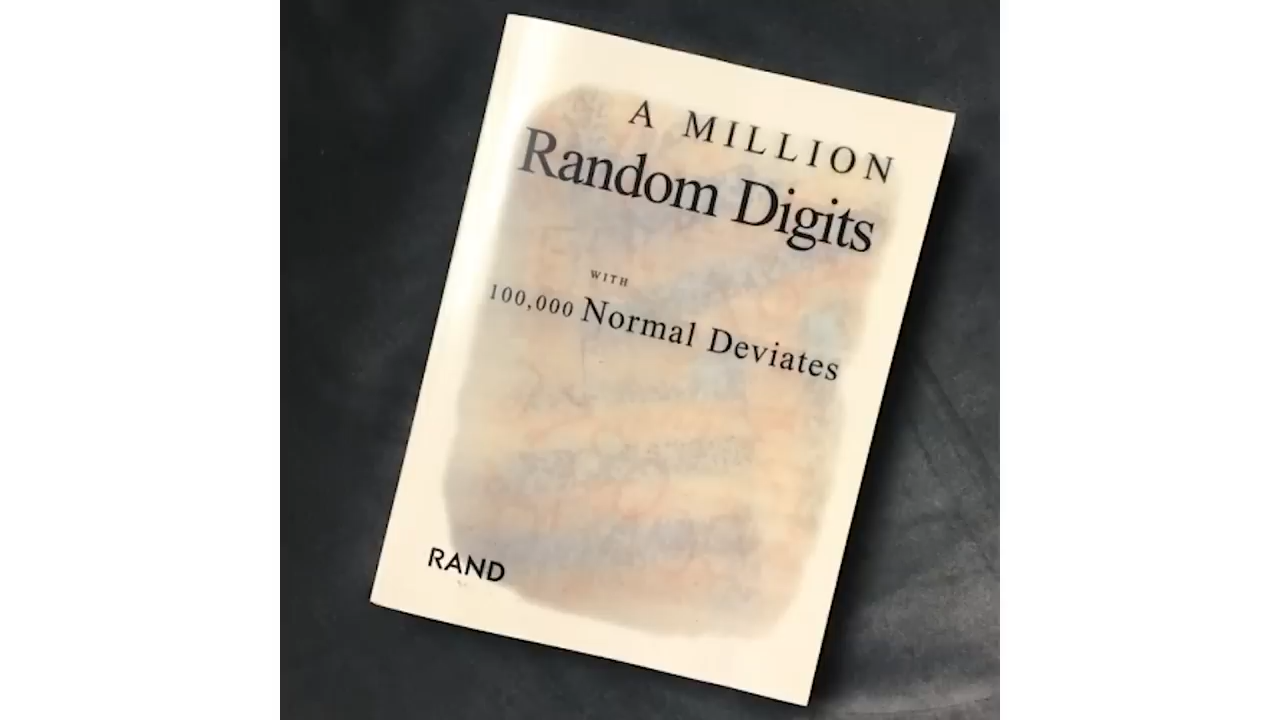 A MILLION
Random Digits
WITH
100,000 Normal Deviates
RAND